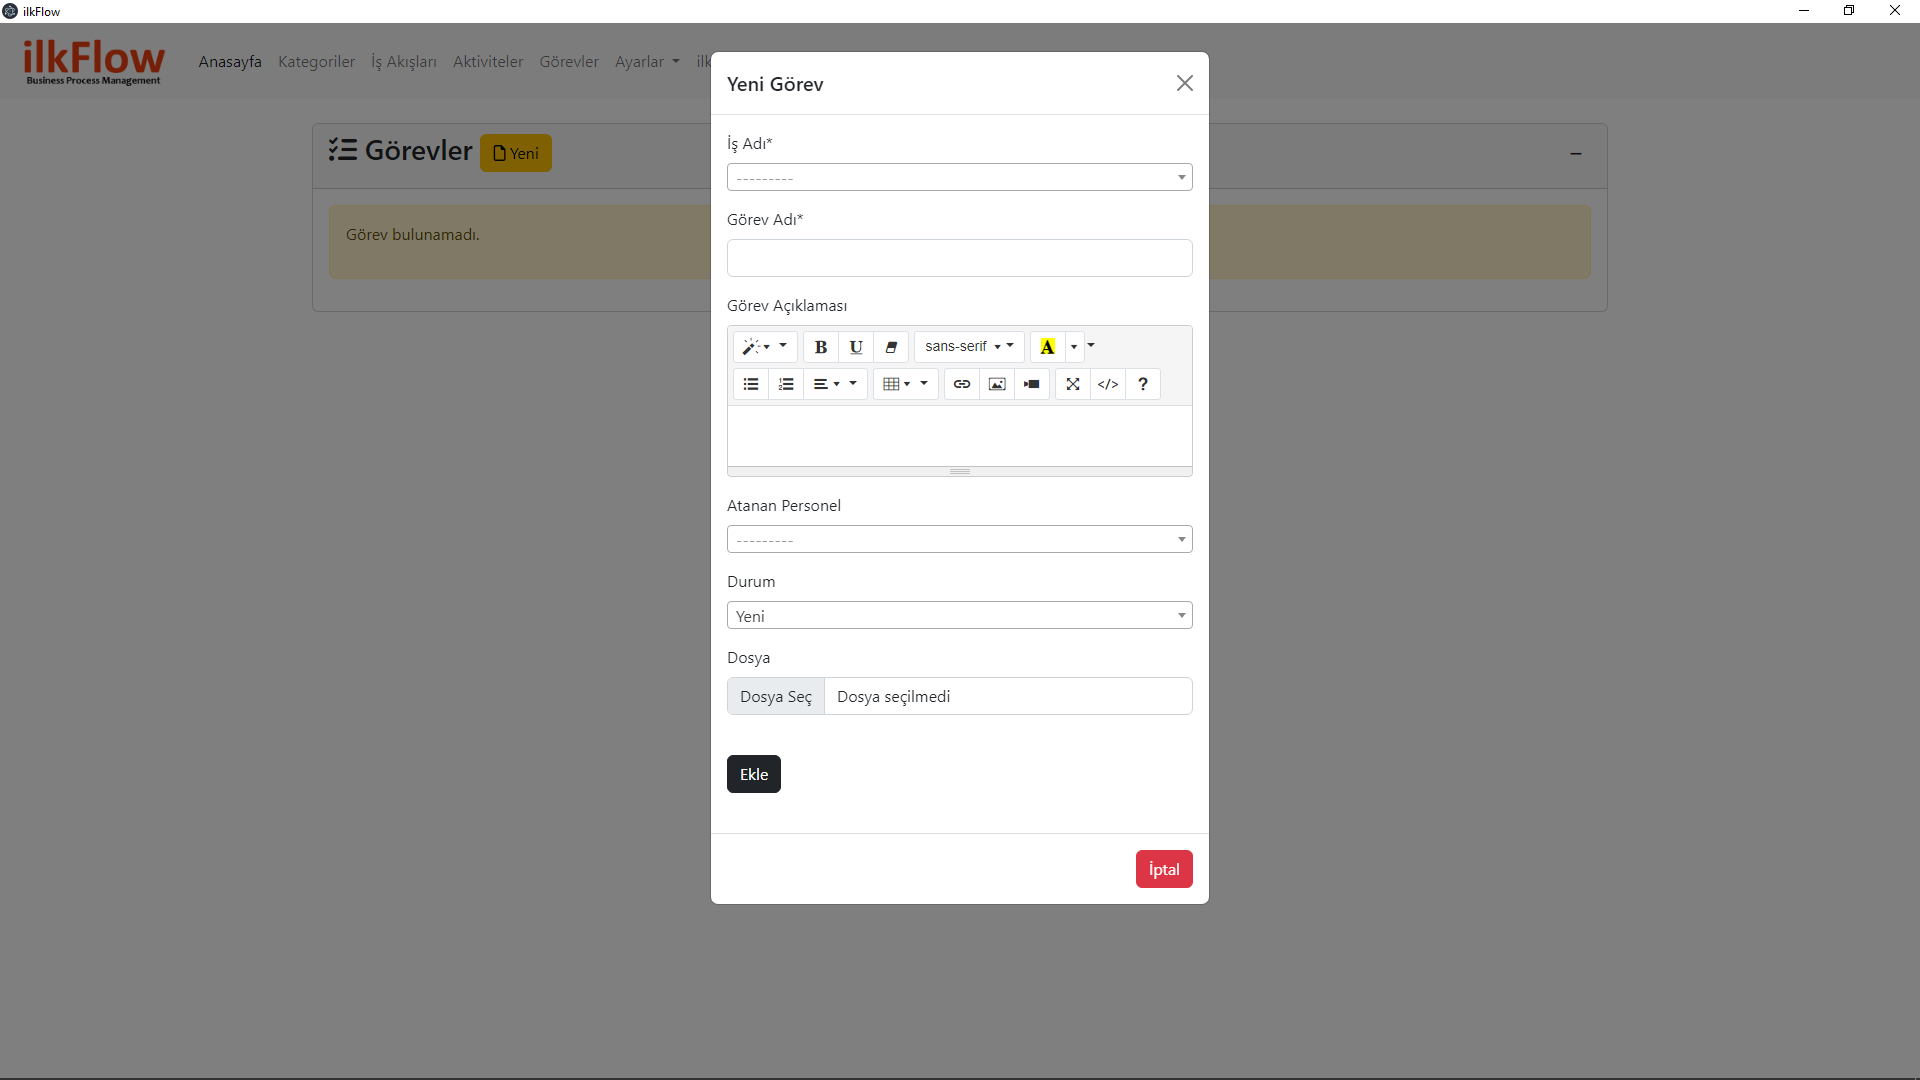 ilkFlow
ilkFlow
Business Process Management
Anasayfa Kategoriler İş Akışları Aktiviteler Görevler Ayarlar ilk
Görevler Yeni
Görev bulunamadı.
Yeni Görev
İş Adı*
---------
Görev Adı*
Görev Açıklaması
B U sans-serif A
</> ?
Atanan Personel
---------
Durum
Yeni
Dosya
Dosya Seç Dosya seçilmedi
Ekle
İptal